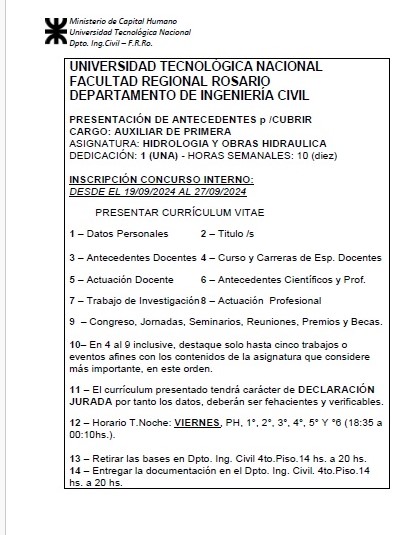 Ministerio de Capital Humano
Universidad Tecnológica Nacional
Dpto. Ing.Civil – F.R.Ro.
UNIVERSIDAD TECNOLÓGICA NACIONAL
FACULTAD REGIONAL ROSARIO
DEPARTAMENTO DE INGENIERÍA CIVIL
PRESENTACIÓN DE ANTECEDENTES p /CUBRIR
CARGO: AUXILIAR DE PRIMERA
ASIGNATURA: HIDROLOGIA Y OBRAS HIDRAULICA
DEDICACIÓN: 1 (UNA) - HORAS SEMANALES: 10 (diez)
INSCRIPCIÓN CONCURSO INTERNO:
DESDE EL 19/09/2024 AL 27/09/2024
PRESENTAR CURRÍCULUM VITAE
1 – Datos Personales 2 – Titulo /s
3 – Antecedentes Docentes 4 – Curso y Carreras de Esp. Docentes
5 – Actuación Docente 6 – Antecedentes Científicos y Prof.
7 – Trabajo de Investigación 8 – Actuación Profesional
9 – Congreso, Jornadas, Seminarios, Reuniones, Premios y Becas.
10– En 4 al 9 inclusive, destaque solo hasta cinco trabajos o
eventos afines con los contenidos de la asignatura que considere
más importante, en este orden.
11 – El currículum presentado tendrá carácter de DECLARACIÓN
JURADA por tanto los datos, deberán ser fehacientes y verificables.
12 – Horario T.Noche: VIERNES, PH, 1°, 2°, 3°, 4°, 5° Y °6 (18:35 a
00:10hs.).
13 – Retirar las bases en Dpto. Ing. Civil 4to.Piso.14 hs. a 20 hs.
14 – Entregar la documentación en el Dpto. Ing. Civil. 4to.Piso.14
hs. a 20 hs.